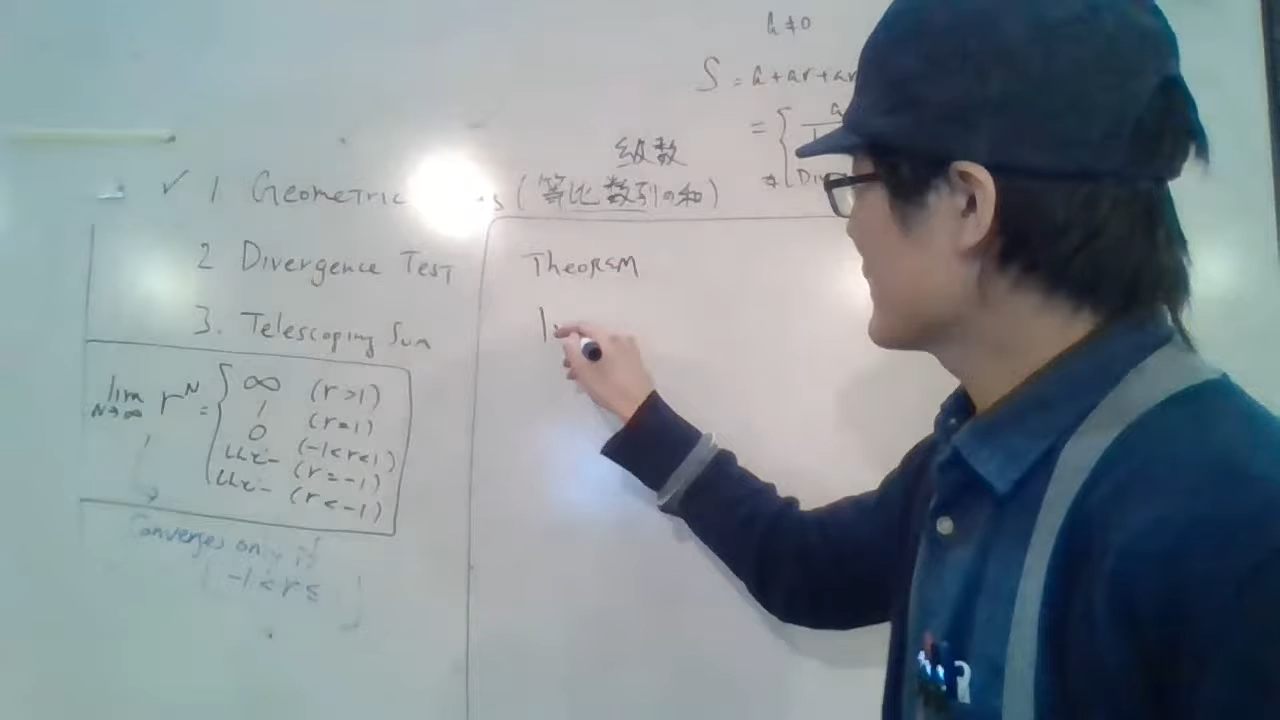 a ≠ 0
S = a + ar + ar
= { a
Div
级数
✓ 1 Geometric s (等比数列の和)
2 Divergence Test
3. Telescoping Sum
Theorem
lim N→∞ r^N = { ∞ (r>1)
1 (r=1)
0 (-1<r<1)
(r=-1)
(r<-1)
Converges only if
-1<r≤